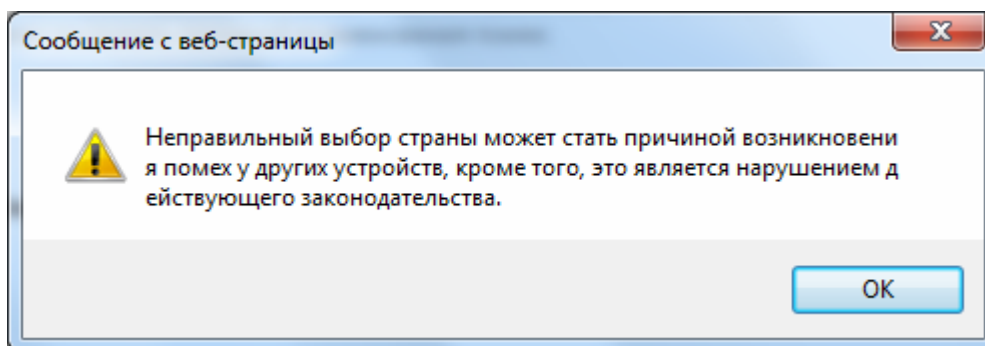 Сообщение с веб-страницы
Неправильный выбор страны может стать причиной возникновени
я помех у других устройств, кроме того, это является нарушением д
ействующего законодательства.
OK